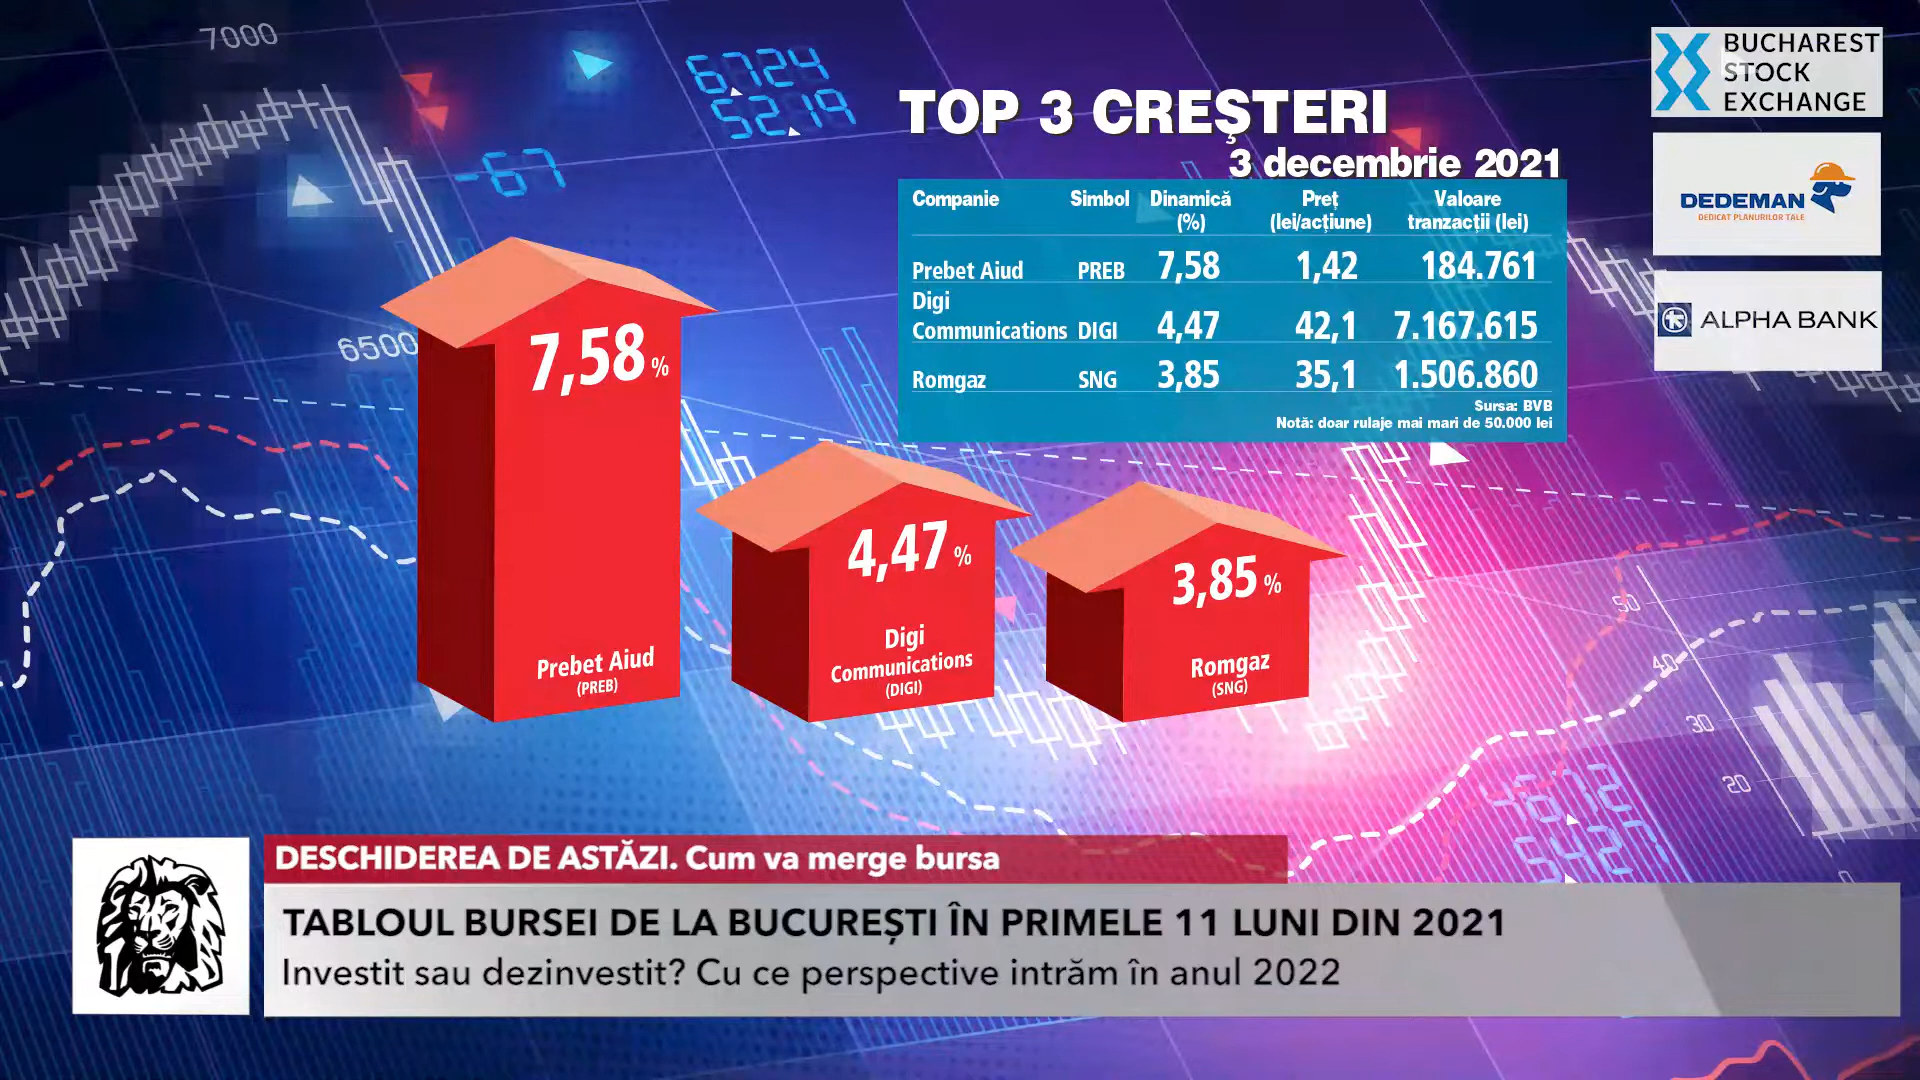 7000
6724
5219
-67
6500
TOP 3 CREȘTERI
3 decembrie 2021
Companie Simbol Dinamică (%) Preț (lei/acțiune) Valoare tranzacții (lei)
Prebet Aiud PREB 7,58 1,42 184.761
Digi
Communications DIGI 4,47 42,1 7.167.615
Romgaz SNG 3,85 35,1 1.506.860
Sursa: BVB
Notă: doar rulaje mai mari de 50.000 lei
BUCHAREST
STOCK
EXCHANGE
DEDEMAN
DEDICAT PLANURILOR TALE
ALPHA BANK
7,58 %
Prebet Aiud
(PREB)
4,47 %
Digi
Communications
(DIGI)
3,85 %
Romgaz
(SNG)
50
40
30
20
DESCHIDEREA DE ASTĂZI. Cum va merge bursa
TABLOUL BURSEI DE LA BUCUREȘTI ÎN PRIMELE 11 LUNI DIN 2021
Investit sau dezinvestit? Cu ce perspective intrăm în anul 2022